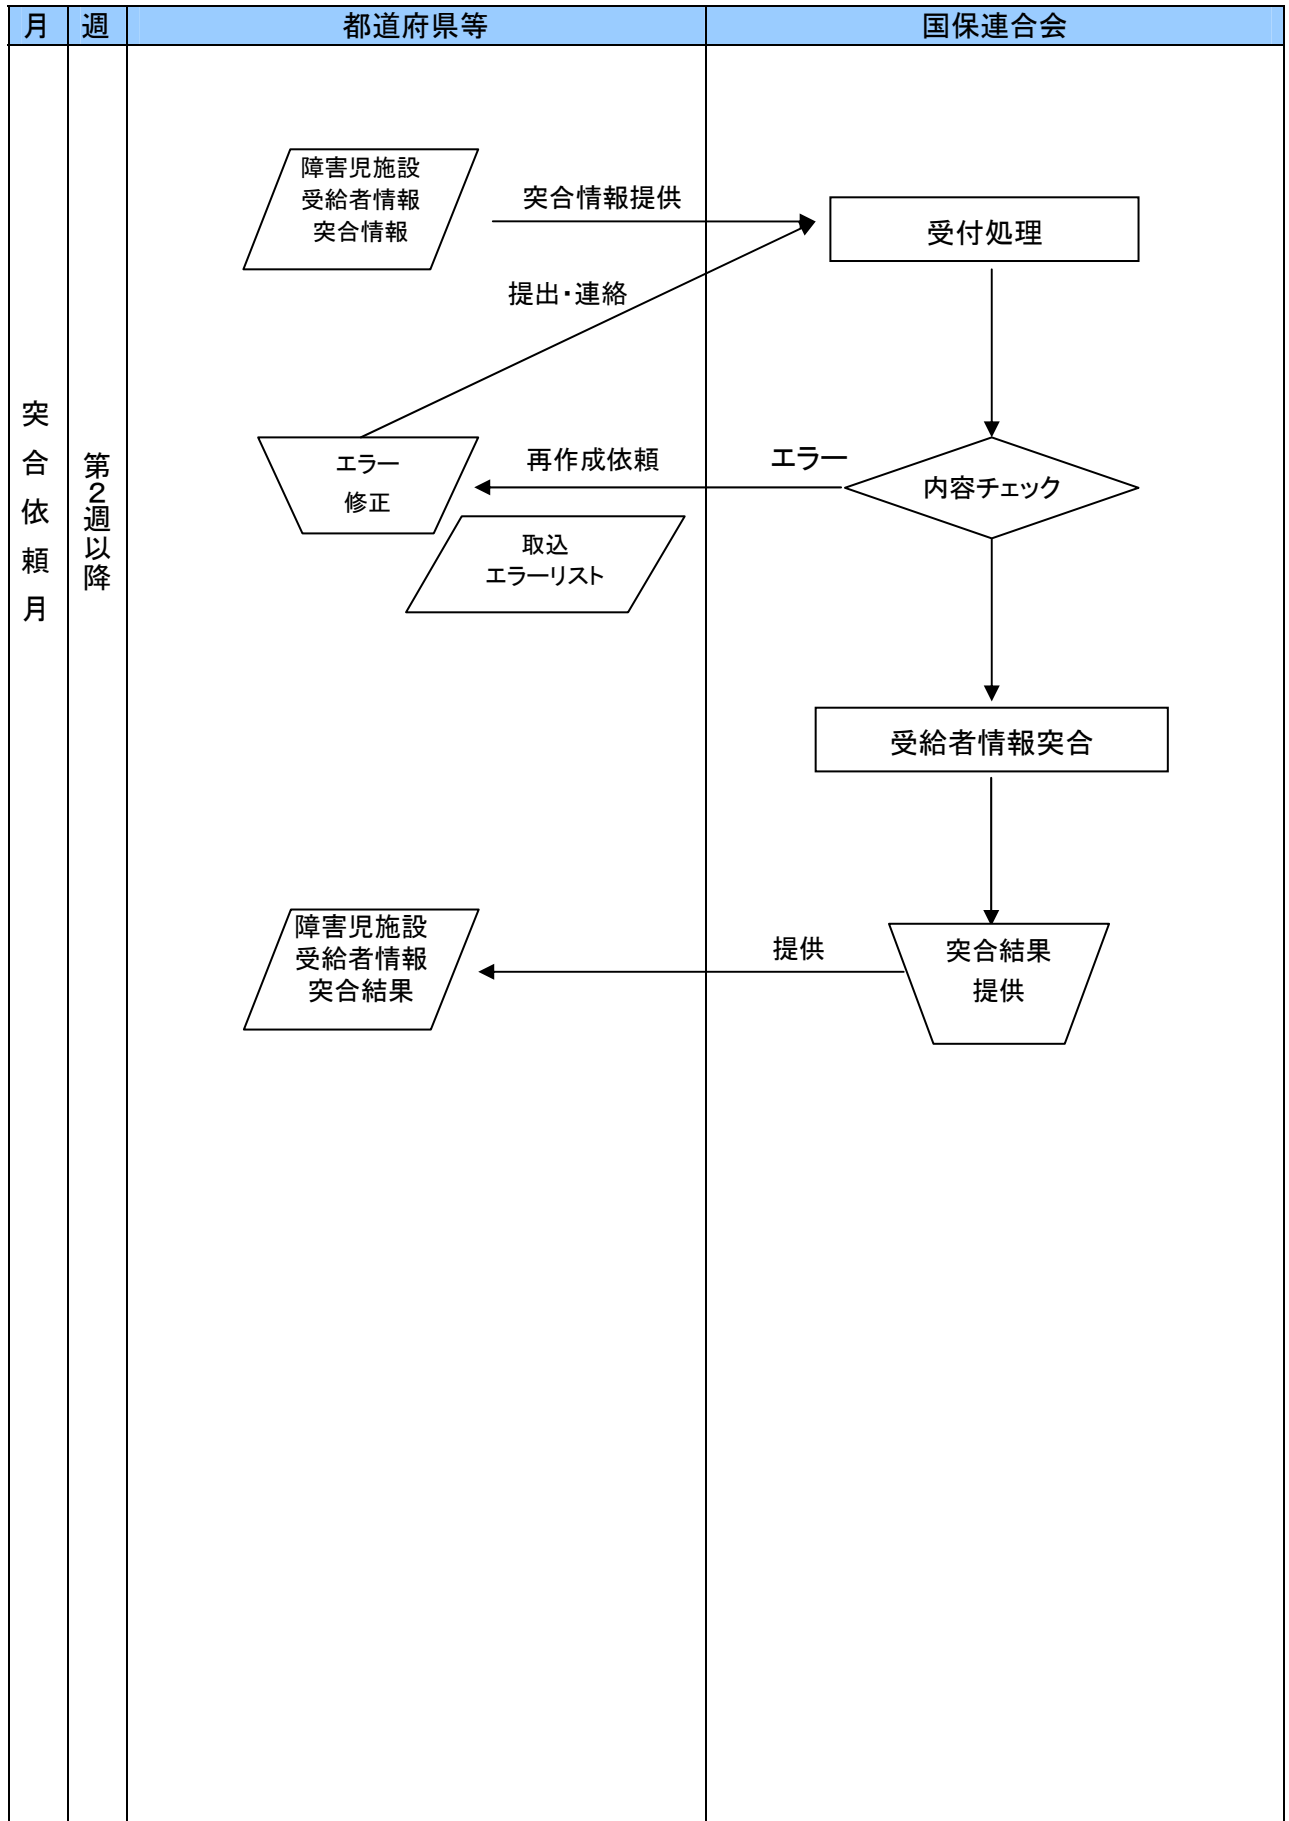 月 週 都道府県等 国保連合会
障害児施設
受給者情報
突合情報
突合情報提供
受付処理
提出・連絡
突合依頼月
第2週以降
エラー
修正
再作成依頼
エラー
内容チェック
取込
エラーリスト
受給者情報突合
障害児施設
受給者情報
突合結果
提供
突合結果
提供